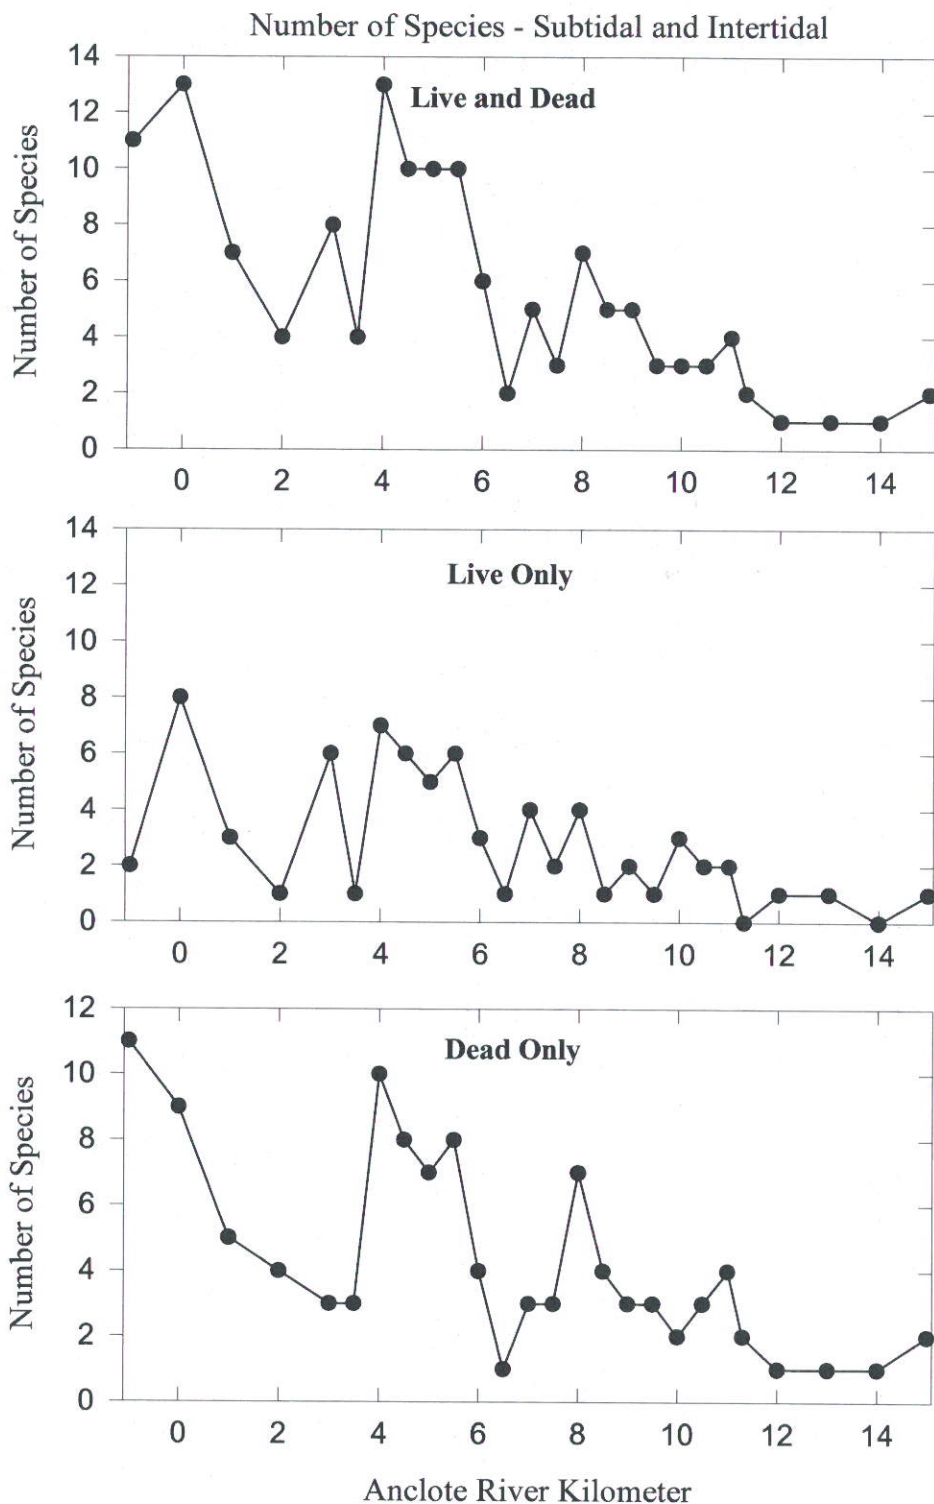 Number of Species - Subtidal and Intertidal
Live and Dead
Number of Species
14
12
10
8
6
4
2
0
0 2 4 6 8 10 12 14
Live Only
Number of Species
14
12
10
8
6
4
2
0
0 2 4 6 8 10 12 14
Dead Only
Number of Species
12
10
8
6
4
2
0
0 2 4 6 8 10 12 14
Anclote River Kilometer